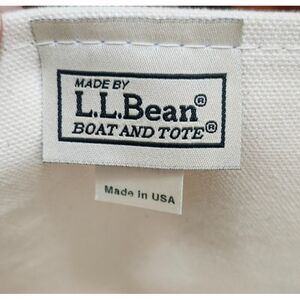 MADE BY
L.L.Bean®
BOAT AND TOTE®
Made in USA